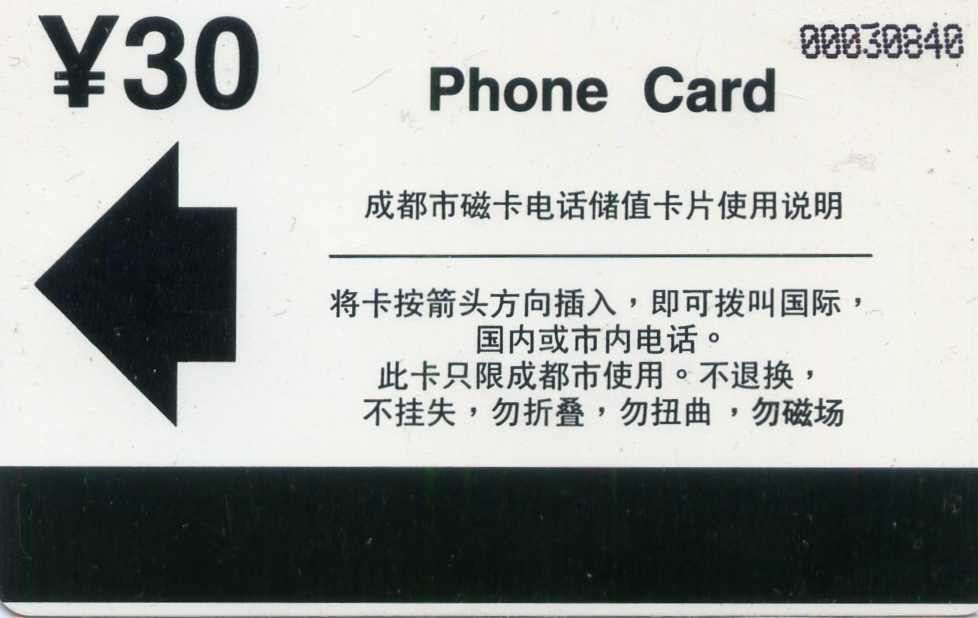 ¥30
00030840
Phone Card
成都市磁卡电话储值卡片使用说明
将卡按箭头方向插入，即可拨叫国际，
国内或市内电话。
此卡只限成都市使用。不退换，
不挂失，勿折叠，勿扭曲，勿磁场